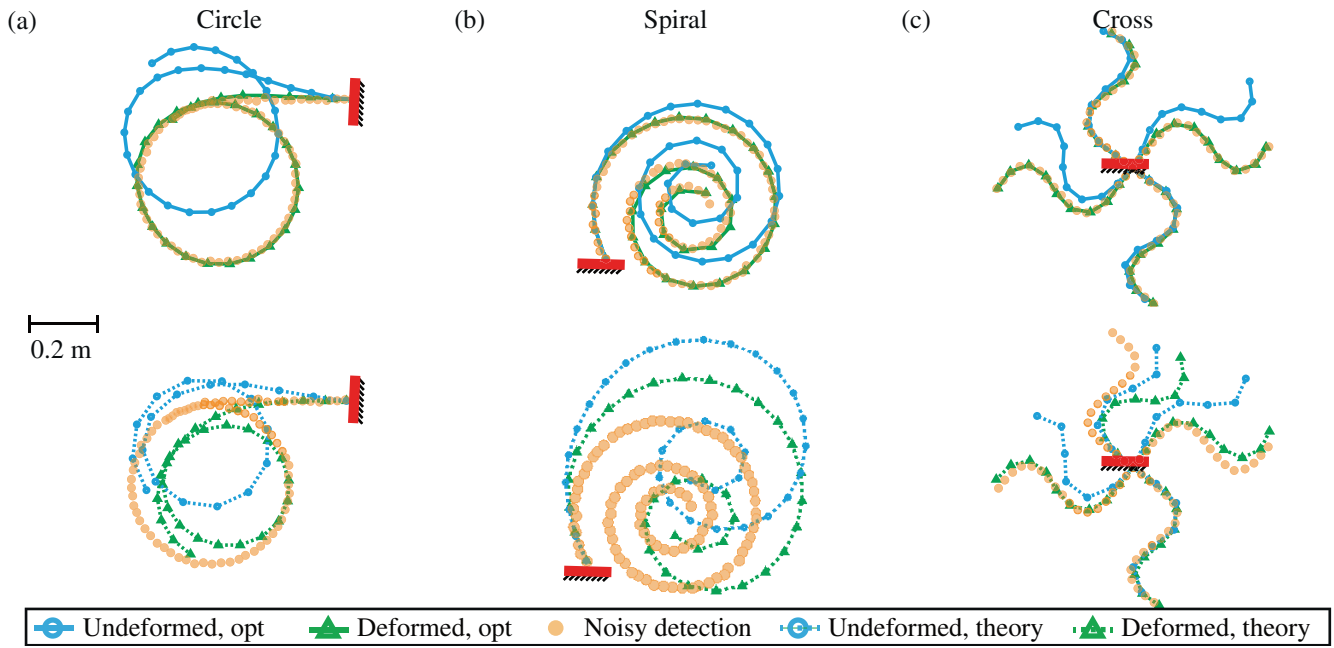 (a) Circle
(b) Spiral
(c) Cross
0.2 m
Undeformed, opt
Deformed, opt
Noisy detection
Undeformed, theory
Deformed, theory